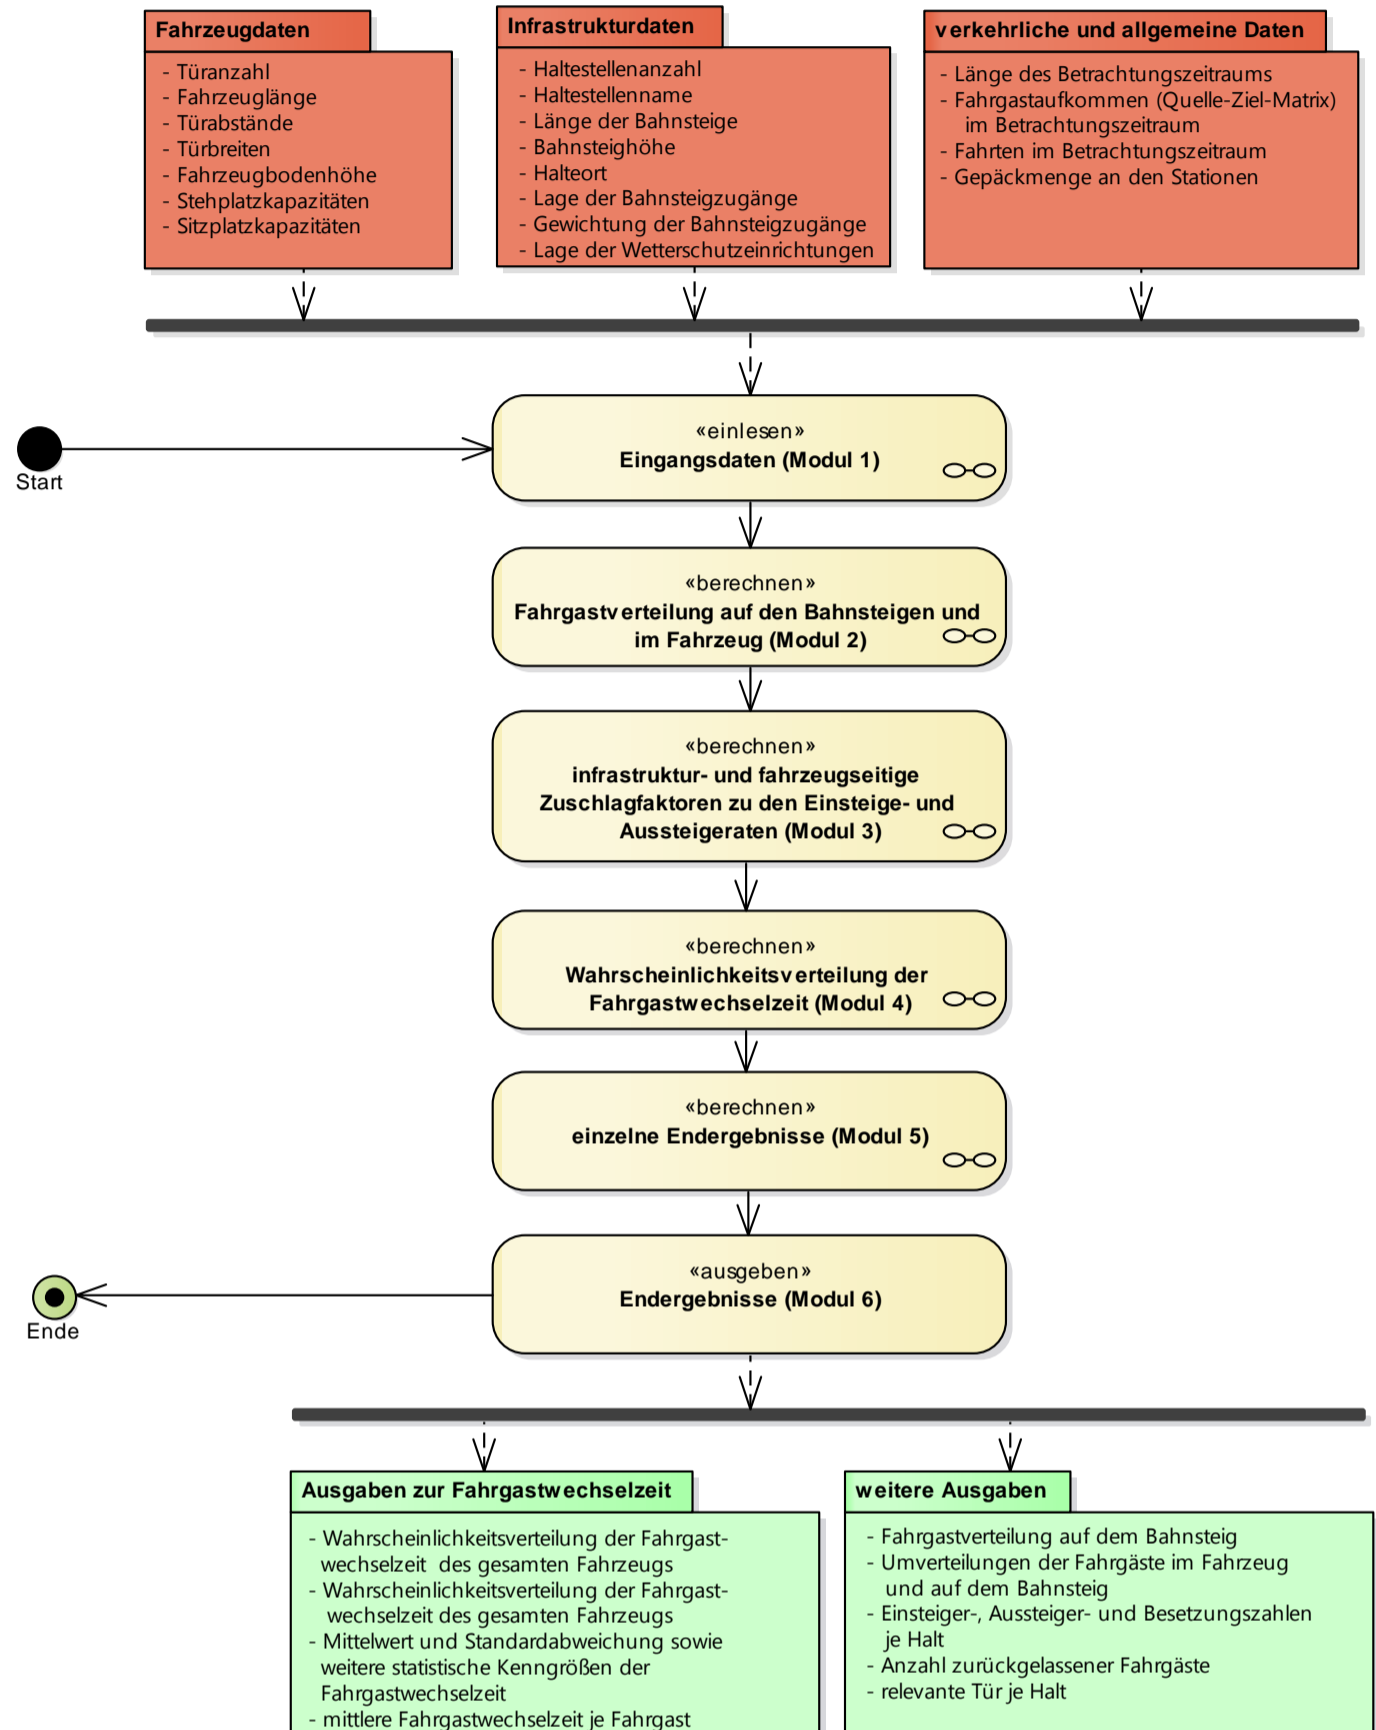 Fahrzeugdaten
- Türanzahl
- Fahrzeuglänge
- Türabstände
- Türbreiten
- Fahrzeugbodenhöhe
- Stehplatzkapazitäten
- Sitzplatzkapazitäten
Infrastrukturdaten
- Haltestellenanzahl
- Haltestellenname
- Länge der Bahnsteige
- Bahnsteighöhe
- Halteort
- Lage der Bahnsteigzugänge
- Gewichtung der Bahnsteigzugänge
- Lage der Wetterschutzeinrichtungen
verkehrliche und allgemeine Daten
- Länge des Betrachtungszeitraums
- Fahrgastaufkommen (Quelle-Ziel-Matrix)
im Betrachtungszeitraum
- Fahrten im Betrachtungszeitraum
- Gepäckmenge an den Stationen
Start
«einlesen»
Eingangsdaten (Modul 1)
«berechnen»
Fahrgastverteilung auf den Bahnsteigen und
im Fahrzeug (Modul 2)
«berechnen»
infrastruktur- und fahrzeugseitige
Zuschlagfaktoren zu den Einsteige- und
Aussteigeraten (Modul 3)
«berechnen»
Wahrscheinlichkeitsverteilung der
Fahrgastwechselzeit (Modul 4)
«berechnen»
einzelne Endergebnisse (Modul 5)
«ausgeben»
Endergebnisse (Modul 6)
Ende
Ausgaben zur Fahrgastwechselzeit
- Wahrscheinlichkeitsverteilung der Fahrgast-
wechselzeit des gesamten Fahrzeugs
- Wahrscheinlichkeitsverteilung der Fahrgast-
wechselzeit des gesamten Fahrzeugs
- Mittelwert und Standardabweichung sowie
weitere statistische Kenngrößen der
Fahrgastwechselzeit
- mittlere Fahrgastwechselzeit je Fahrgast
weitere Ausgaben
- Fahrgastverteilung auf dem Bahnsteig
- Umverteilungen der Fahrgäste im Fahrzeug
und auf dem Bahnsteig
- Einsteiger-, Aussteiger- und Besetzungszahlen
je Halt
- Anzahl zurückgelassener Fahrgäste
- relevante Tür je Halt